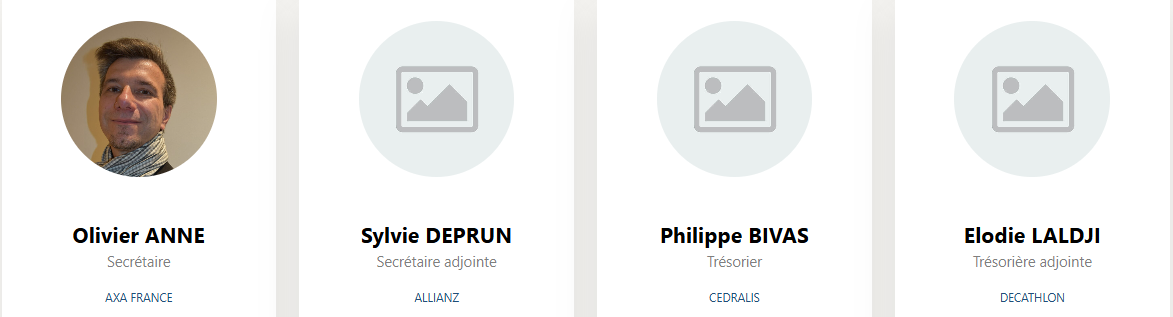 Olivier ANNE
Secrétaire
AXA FRANCE
Sylvie DEPRUN
Secrétaire adjointe
ALLIANZ
Philippe BIVAS
Trésorier
CEDRALIS
Elodie LALDJI
Trésorière adjointe
DECATHLON